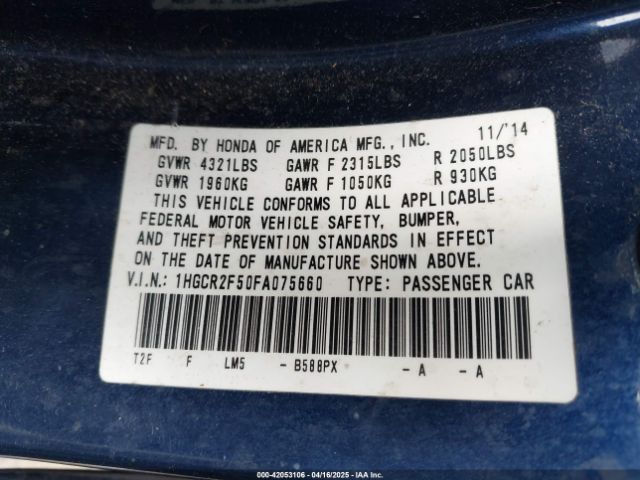 MFD. BY HONDA OF AMERICA MFG., INC. 11/'14
GVWR 4321LBS GAWR F 2315LBS R 2050LBS
GVWR 1960KG GAWR F 1050KG R 930KG
THIS VEHICLE CONFORMS TO ALL APPLICABLE
FEDERAL MOTOR VEHICLE SAFETY, BUMPER,
AND THEFT PREVENTION STANDARDS IN EFFECT
ON THE DATE OF MANUFACTURE SHOWN ABOVE.
V.I.N.: 1HGCR2F50FA075660 TYPE: PASSENGER CAR
T2F F LM5 - B588PX - A - A
000-42053106 - 04/16/2025 - IAA Inc.